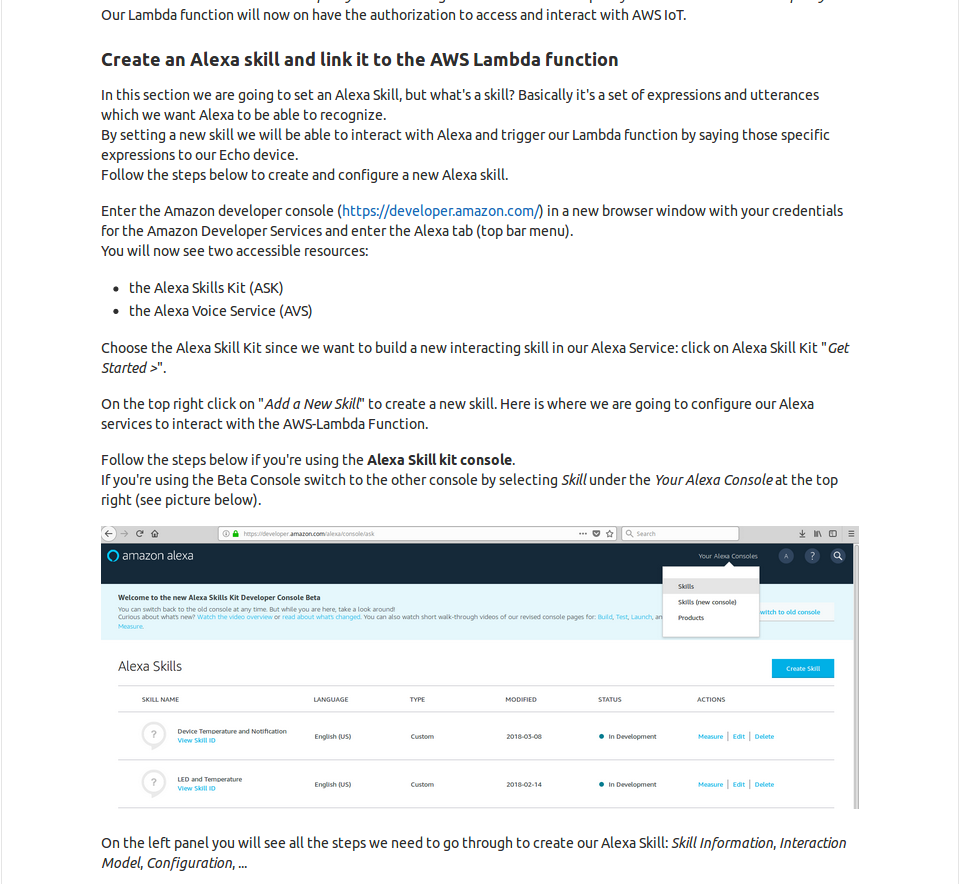 Our Lambda function will now on have the authorization to access and interact with AWS IoT.
Create an Alexa skill and link it to the AWS Lambda function
In this section we are going to set an Alexa Skill, but what's a skill? Basically it's a set of expressions and utterances
which we want Alexa to be able to recognize.
By setting a new skill we will be able to interact with Alexa and trigger our Lambda function by saying those specific
expressions to our Echo device.
Follow the steps below to create and configure a new Alexa skill.
Enter the Amazon developer console (https://developer.amazon.com/) in a new browser window with your credentials
for the Amazon Developer Services and enter the Alexa tab (top bar menu).
You will now see two accessible resources:
• the Alexa Skills Kit (ASK)
• the Alexa Voice Service (AVS)
Choose the Alexa Skill Kit since we want to build a new interacting skill in our Alexa Service: click on Alexa Skill Kit "Get
Started >".
On the top right click on "Add a New Skill" to create a new skill. Here is where we are going to configure our Alexa
services to interact with the AWS-Lambda Function.
Follow the steps below if you're using the Alexa Skill kit console.
If you're using the Beta Console switch to the other console by selecting Skill under the Your Alexa Console at the top
right (see picture below).
https://developer.amazon.com/alexa/console/ask Search
amazon alexa Your Alexa Consoles A ?
Skills
Skills (new console)
Products
Welcome to the new Alexa Skills Kit Developer Console Beta
You can switch back to the old console at any time. But while you are here, take a look around!
Curious about what's new? Watch the video overview or read about what's changed. You can also watch short walk-through videos of our revised console pages for: Build, Test, Launch, an
Measure.
witch to old console
Alexa Skills Create Skill
SKILL NAME LANGUAGE TYPE MODIFIED STATUS ACTIONS
? Device Temperature and Notification English (US) Custom 2018-03-08 In Development Measure | Edit | Delete
View Skill ID
? LED and Temperature English (US) Custom 2018-02-14 In Development Measure | Edit | Delete
View Skill ID
On the left panel you will see all the steps we need to go through to create our Alexa Skill: Skill Information, Interaction
Model, Configuration, ...